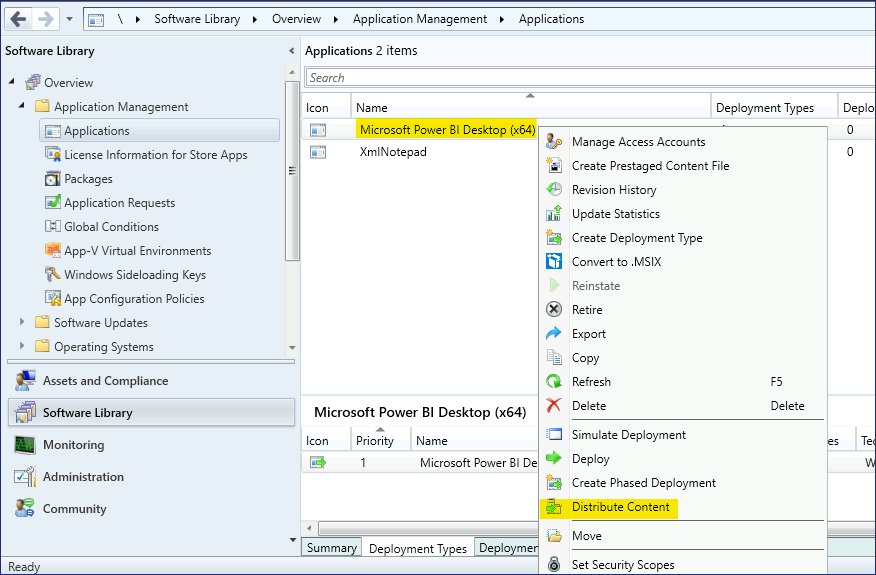 \ Software Library Overview Application Management Applications
Software Library
Overview
Application Management
Applications
License Information for Store Apps
Packages
Application Requests
Global Conditions
App-V Virtual Environments
Windows Sideloading Keys
App Configuration Policies
Software Updates
Operating Systems
Assets and Compliance
Software Library
Monitoring
Administration
Community
Applications 2 items
Search
Icon Name Deployment Types Deplo
Microsoft Power BI Desktop (x64) 0
XmlNotepad 0
Manage Access Accounts
Create Prestaged Content File
Revision History
Update Statistics
Create Deployment Type
Convert to .MSIX
Reinstate
Retire
Export
Copy
Refresh F5
Delete Delete
Simulate Deployment
Deploy
Create Phased Deployment
Distribute Content
Move
Set Security Scopes
Microsoft Power BI Desktop (x64)
Icon Priority Name es Tec
1 Microsoft Power BI De W
Summary Deployment Types Deploymen
Ready